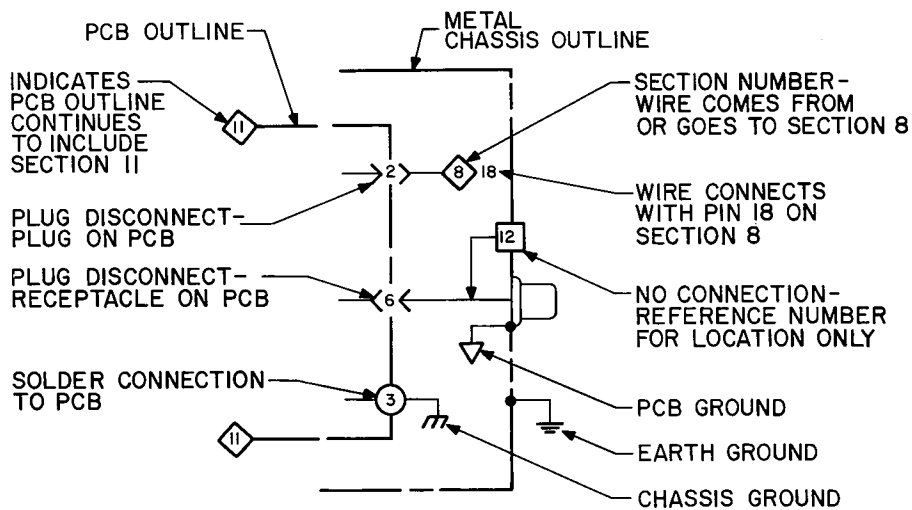 PCB OUTLINE
METAL
CHASSIS OUTLINE
INDICATES
PCB OUTLINE
CONTINUES
TO INCLUDE
SECTION 11
11
SECTION NUMBER-
WIRE COMES FROM
OR GOES TO SECTION 8
2
8
18
PLUG DISCONNECT-
PLUG ON PCB
WIRE CONNECTS
WITH PIN 18 ON
SECTION 8
12
PLUG DISCONNECT-
RECEPTACLE ON PCB
6
NO CONNECTION-
REFERENCE NUMBER
FOR LOCATION ONLY
SOLDER CONNECTION
TO PCB
3
PCB GROUND
11
EARTH GROUND
CHASSIS GROUND